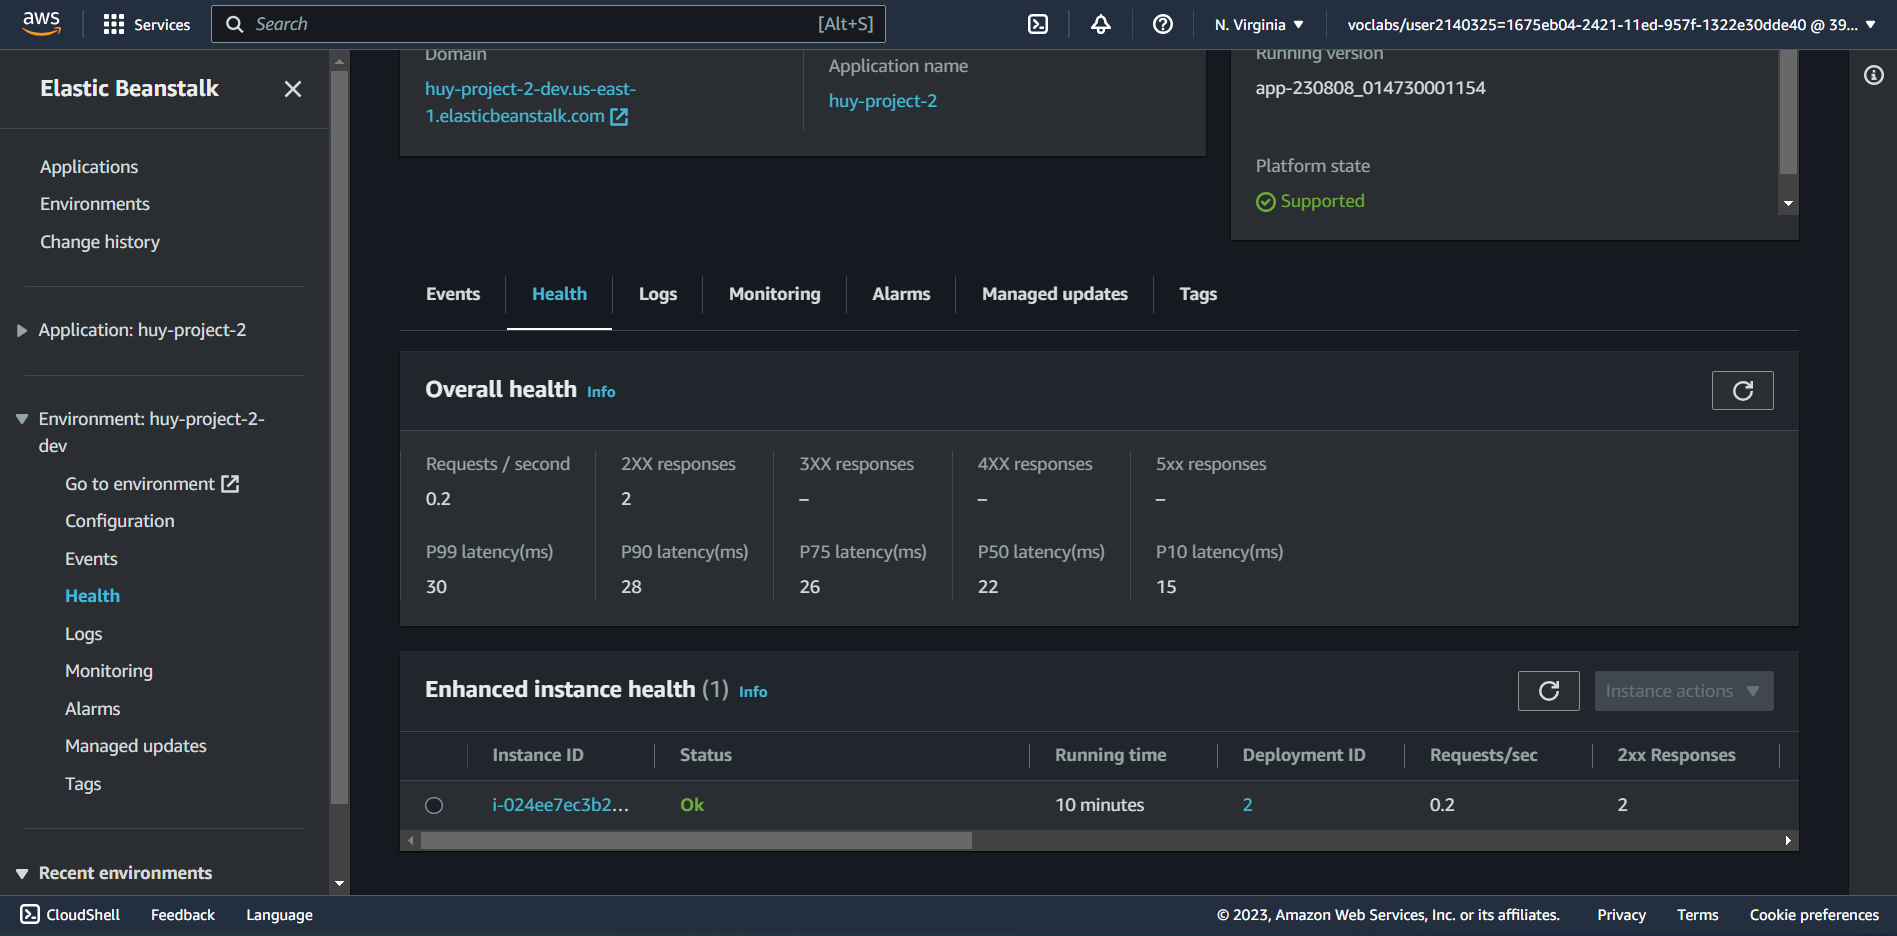 aws
Services
Search
[Alt+S]
N. Virginia
voclabs/user2140325=1675eb04-2421-11ed-957f-1322e30dde40 @ 39...
Elastic Beanstalk
Applications
Environments
Change history
Application: huy-project-2
Environment: huy-project-2-
dev
Go to environment
Configuration
Events
Health
Logs
Monitoring
Alarms
Managed updates
Tags
Recent environments
Domain
huy-project-2-dev.us-east-
1.elasticbeanstalk.com
Application name
huy-project-2
Running version
app-230808_014730001154
Platform state
Supported
Events
Health
Logs
Monitoring
Alarms
Managed updates
Tags
Overall health Info
Requests / second
0.2
2XX responses
2
3XX responses
–
4XX responses
–
5xx responses
–
P99 latency(ms)
30
P90 latency(ms)
28
P75 latency(ms)
26
P50 latency(ms)
22
P10 latency(ms)
15
Enhanced instance health (1) Info
Instance actions
Instance ID Status Running time Deployment ID Requests/sec 2xx Responses
i-024ee7ec3b2... Ok 10 minutes 2 0.2 2
CloudShell Feedback Language
© 2023, Amazon Web Services, Inc. or its affiliates. Privacy Terms Cookie preferences